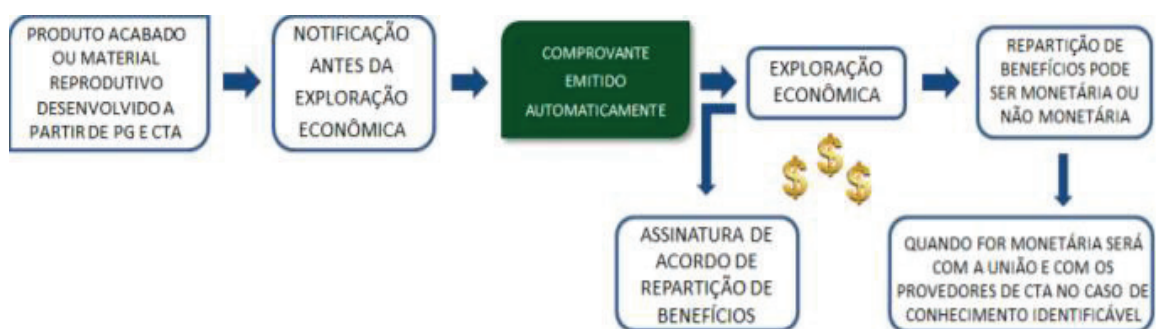 PRODUTO ACABADO
OU MATERIAL
REPRODUTIVO
DESENVOLVIDO A
PARTIR DE PG E CTA
NOTIFICAÇÃO
ANTES DA
EXPLORAÇÃO
ECONÔMICA
COMPROVANTE
EMITIDO
AUTOMATICAMENTE
EXPLORAÇÃO
ECONÔMICA
REPARTIÇÃO DE
BENEFÍCIOS PODE
SER MONETÁRIA OU
NÃO MONETÁRIA
$ $ $
ASSINATURA DE
ACORDO DE
REPARTIÇÃO DE
BENEFÍCIOS
QUANDO FOR MONETÁRIA SERÁ
COM A UNIÃO E COM OS
PROVEDORES DE CTA NO CASO DE
CONHECIMENTO IDENTIFICÁVEL